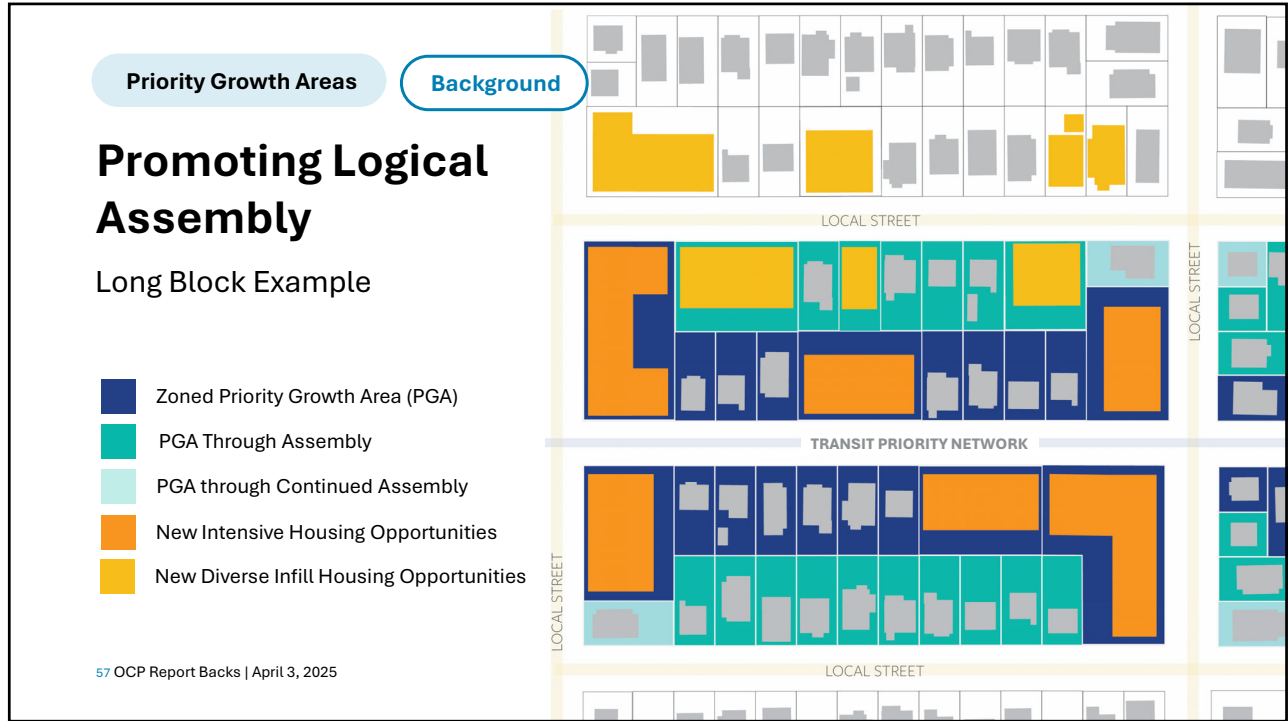 Priority Growth Areas
Background
Promoting Logical
Assembly
Long Block Example
Zoned Priority Growth Area (PGA)
PGA Through Assembly
PGA through Continued Assembly
New Intensive Housing Opportunities
New Diverse Infill Housing Opportunities
57 OCP Report Backs | April 3, 2025
LOCAL STREET
LOCAL STREET
TRANSIT PRIORITY NETWORK
LOCAL STREET
LOCAL STREET